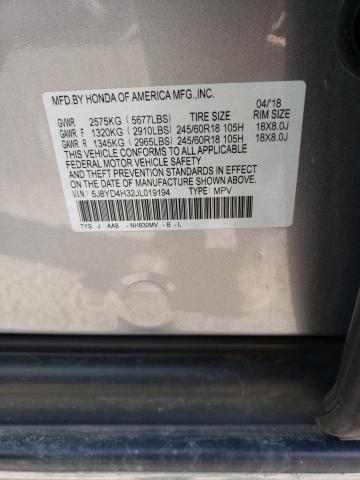 MFD.BY HONDA OF AMERICA MFG.,INC. 04/18
GVWR 2575KG (5677LBS) TIRE SIZE RIM SIZE
GAWR F 1320KG (2910LBS) 245/60R18 105H 18X8.0J
GAWR R 1345KG (2965LBS) 245/60R18 105H 18X8.0J
THIS VEHICLE CONFORMS TO ALL APPLICABLE
FEDERAL MOTOR VEHICLE SAFETY AND
THEFT PREVENTION STANDARDS IN EFFECT ON
THE DATE OF MANUFACTURE SHOWN ABOVE.
V.I.N: 5J8YD4H32JL019194 TYPE: MPV
TYS J AA8 -NH830MV -B -L